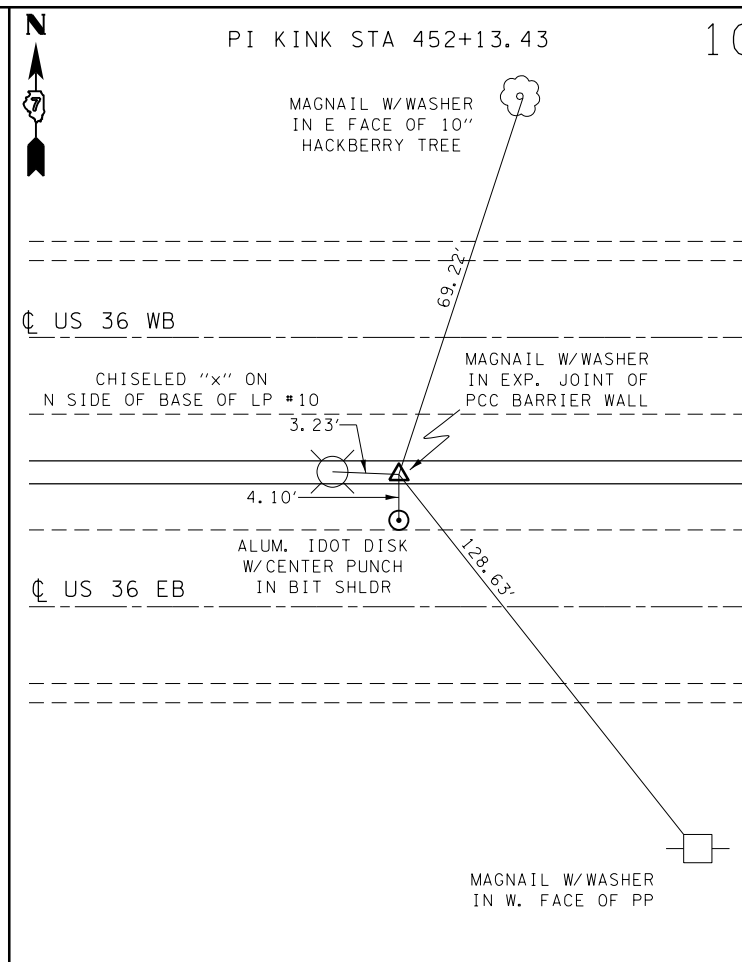 N
PI KINK STA 452+13.43
10
7
MAGNAIL W/WASHER
IN E FACE OF 10"
HACKBERRY TREE
69.22'
℄ US 36 WB
CHISELED "x" ON
N SIDE OF BASE OF LP #10
3.23'
MAGNAIL W/WASHER
IN EXP. JOINT OF
PCC BARRIER WALL
4.10'
ALUM. IDOT DISK
W/CENTER PUNCH
IN BIT SHLDR
128.63'
℄ US 36 EB
MAGNAIL W/WASHER
IN W. FACE OF PP